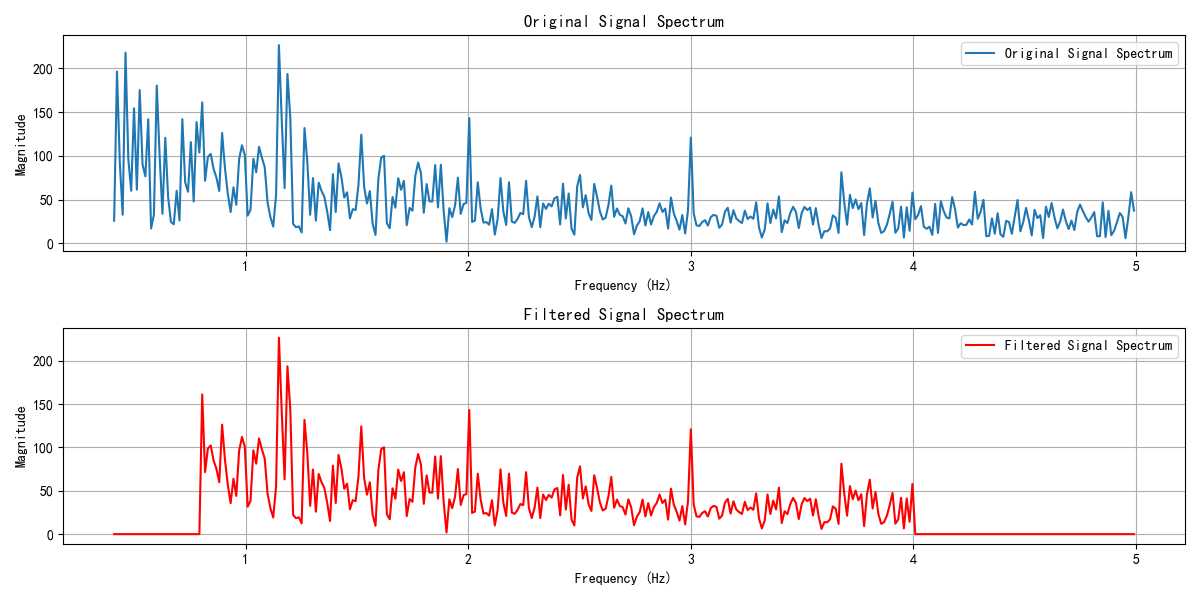 Original Signal Spectrum
Original Signal Spectrum
Magnitude
200
150
100
50
0
1
2
3
4
5
Frequency (Hz)
Filtered Signal Spectrum
Filtered Signal Spectrum
Magnitude
200
150
100
50
0
1
2
3
4
5
Frequency (Hz)